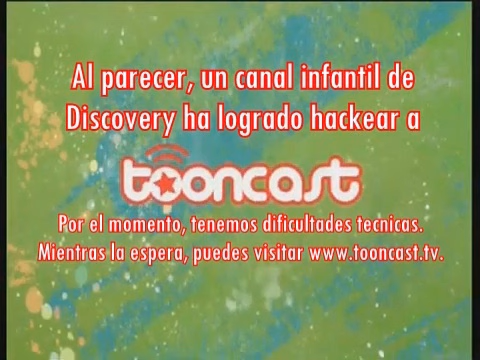 Al parecer, un canal infantil de
Discovery ha logrado hackear a
tooncast
Por el momento, tenemos dificultades tecnicas.
Mientras la espera, puedes visitar www.tooncast.tv.